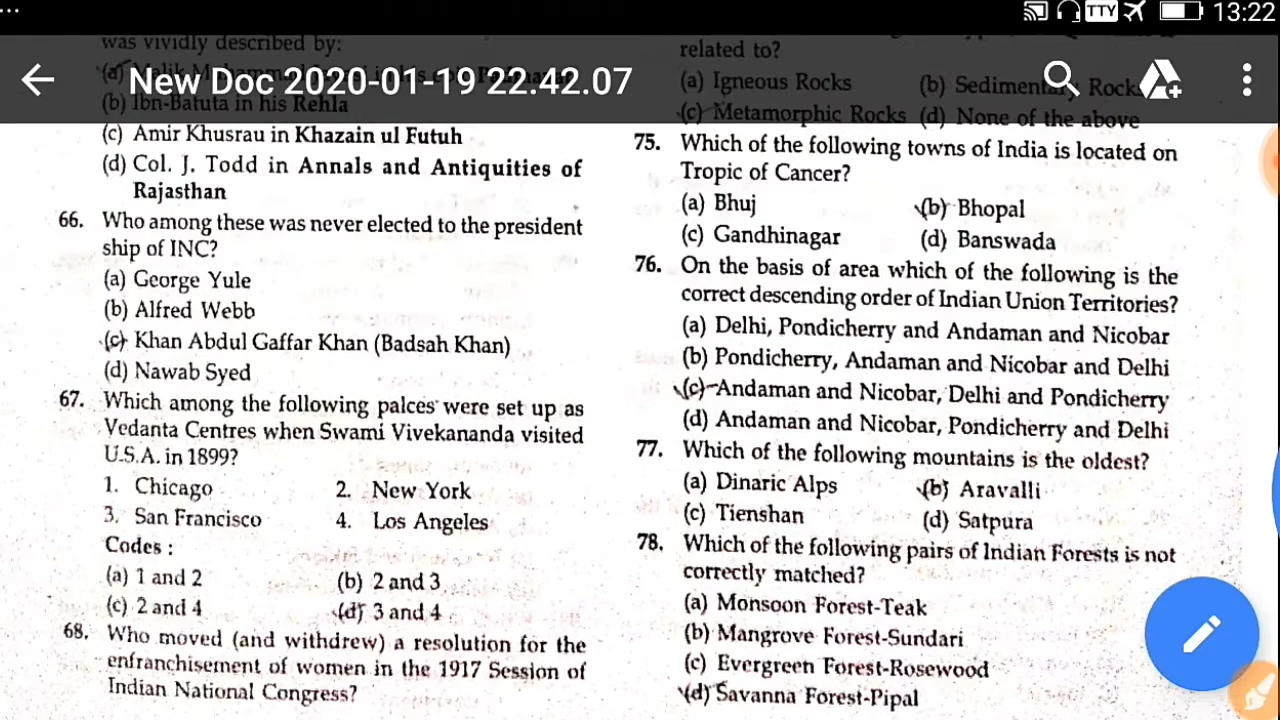 TTY 13:22
New Doc 2020-01-19 22.42.07
was vividly described by:
(b) Ibn-Batuta in his Rehla
(c) Amir Khusrau in Khazain ul Futuh
(d) Col. J. Todd in Annals and Antiquities of
Rajasthan
66. Who among these was never elected to the president
ship of INC?
(a) George Yule
(b) Alfred Webb
(c) Khan Abdul Gaffar Khan (Badsah Khan)
(d) Nawab Syed
67. Which among the following palces were set up as
Vedanta Centres when Swami Vivekananda visited
U.S.A. in 1899?
1. Chicago 2. New York
3. San Francisco 4. Los Angeles
Codes :
(a) 1 and 2 (b) 2 and 3
(c) 2 and 4 (d) 3 and 4
68. Who moved (and withdrew) a resolution for the
enfranchisement of women in the 1917 Session of
Indian National Congress?
related to?
(a) Igneous Rocks (b) Sedimentary Rocks
(c) Metamorphic Rocks (d) None of the above
75. Which of the following towns of India is located on
Tropic of Cancer?
(a) Bhuj (b) Bhopal
(c) Gandhinagar (d) Banswada
76. On the basis of area which of the following is the
correct descending order of Indian Union Territories?
(a) Delhi, Pondicherry and Andaman and Nicobar
(b) Pondicherry, Andaman and Nicobar and Delhi
(c) Andaman and Nicobar, Delhi and Pondicherry
(d) Andaman and Nicobar, Pondicherry and Delhi
77. Which of the following mountains is the oldest?
(a) Dinaric Alps (b) Aravalli
(c) Tienshan (d) Satpura
78. Which of the following pairs of Indian Forests is not
correctly matched?
(a) Monsoon Forest-Teak
(b) Mangrove Forest-Sundari
(c) Evergreen Forest-Rosewood
(d) Savanna Forest-Pipal